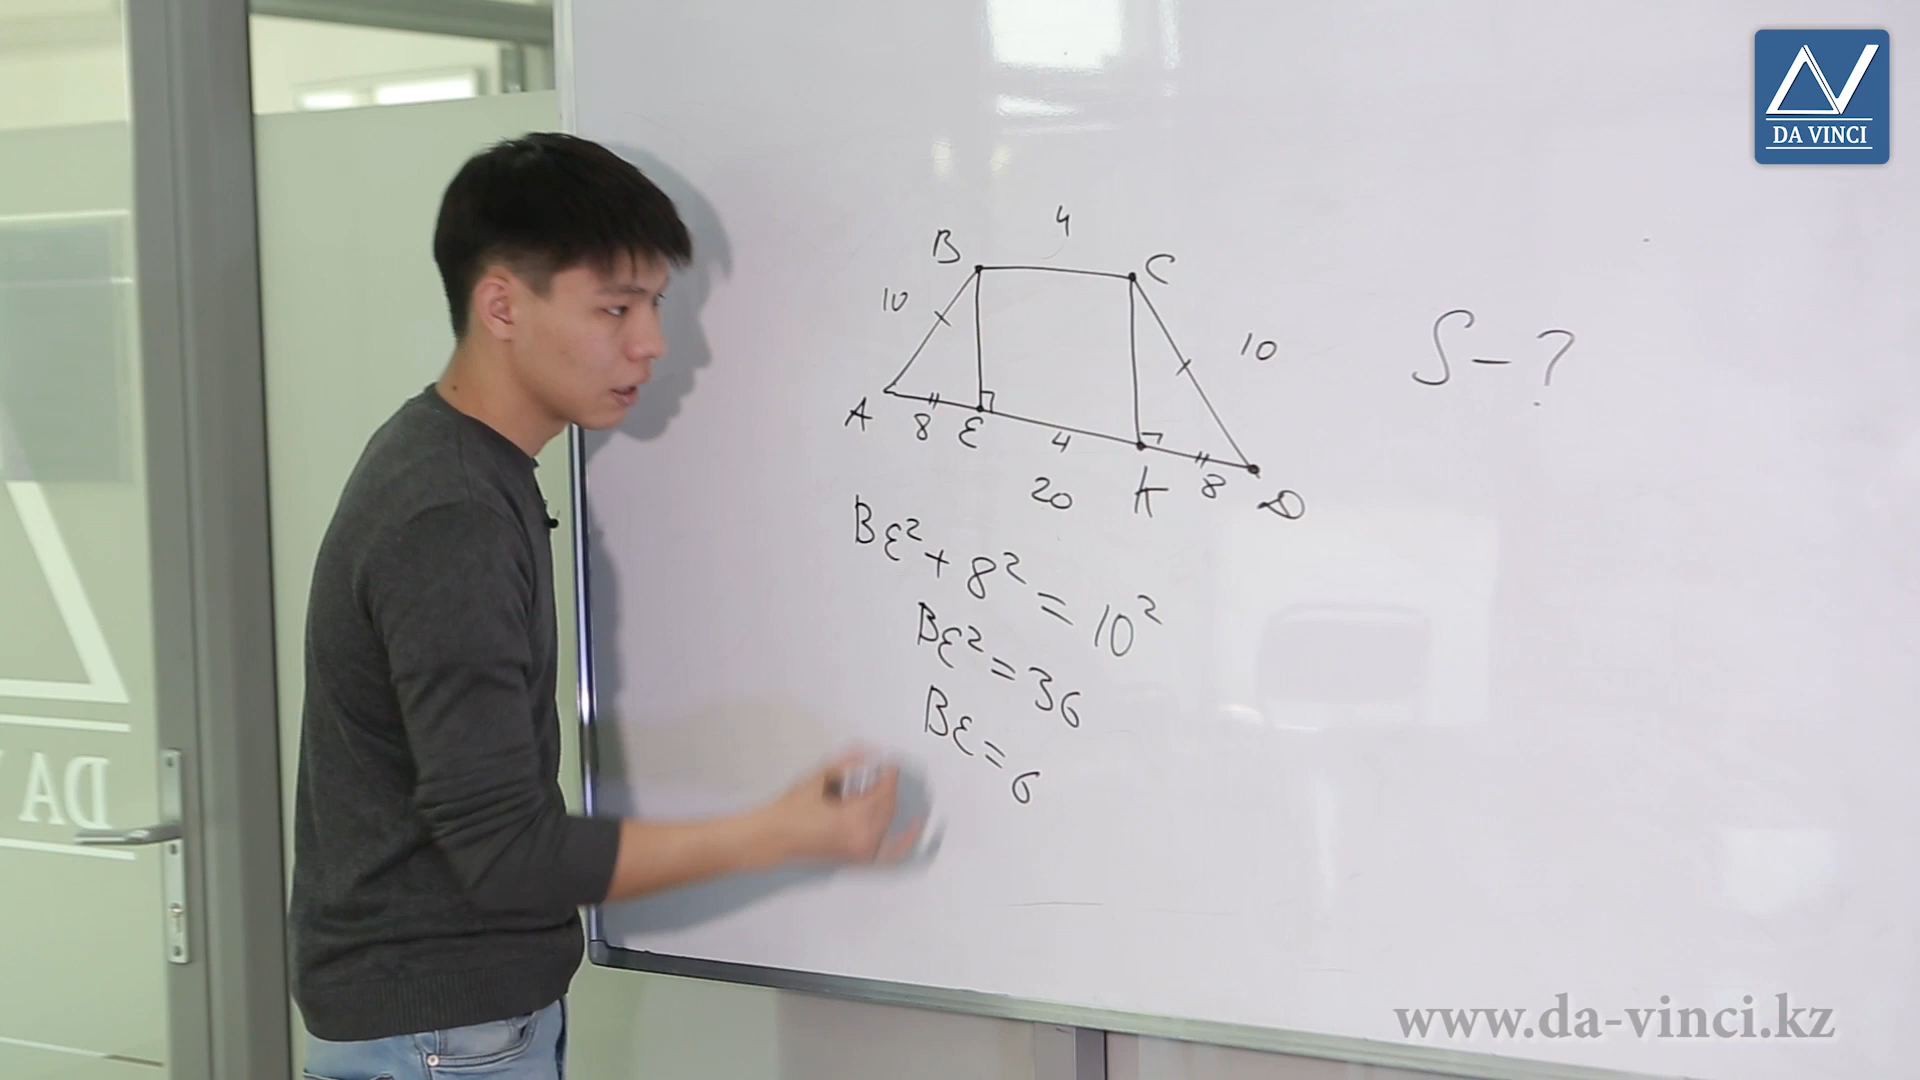 DA VINCI
4
B
C
10
10
S - ?
A
8
E
4
K
8
D
20
BE² + 8² = 10²
BE² = 36
BE = 6
DA
www.da-vinci.kz